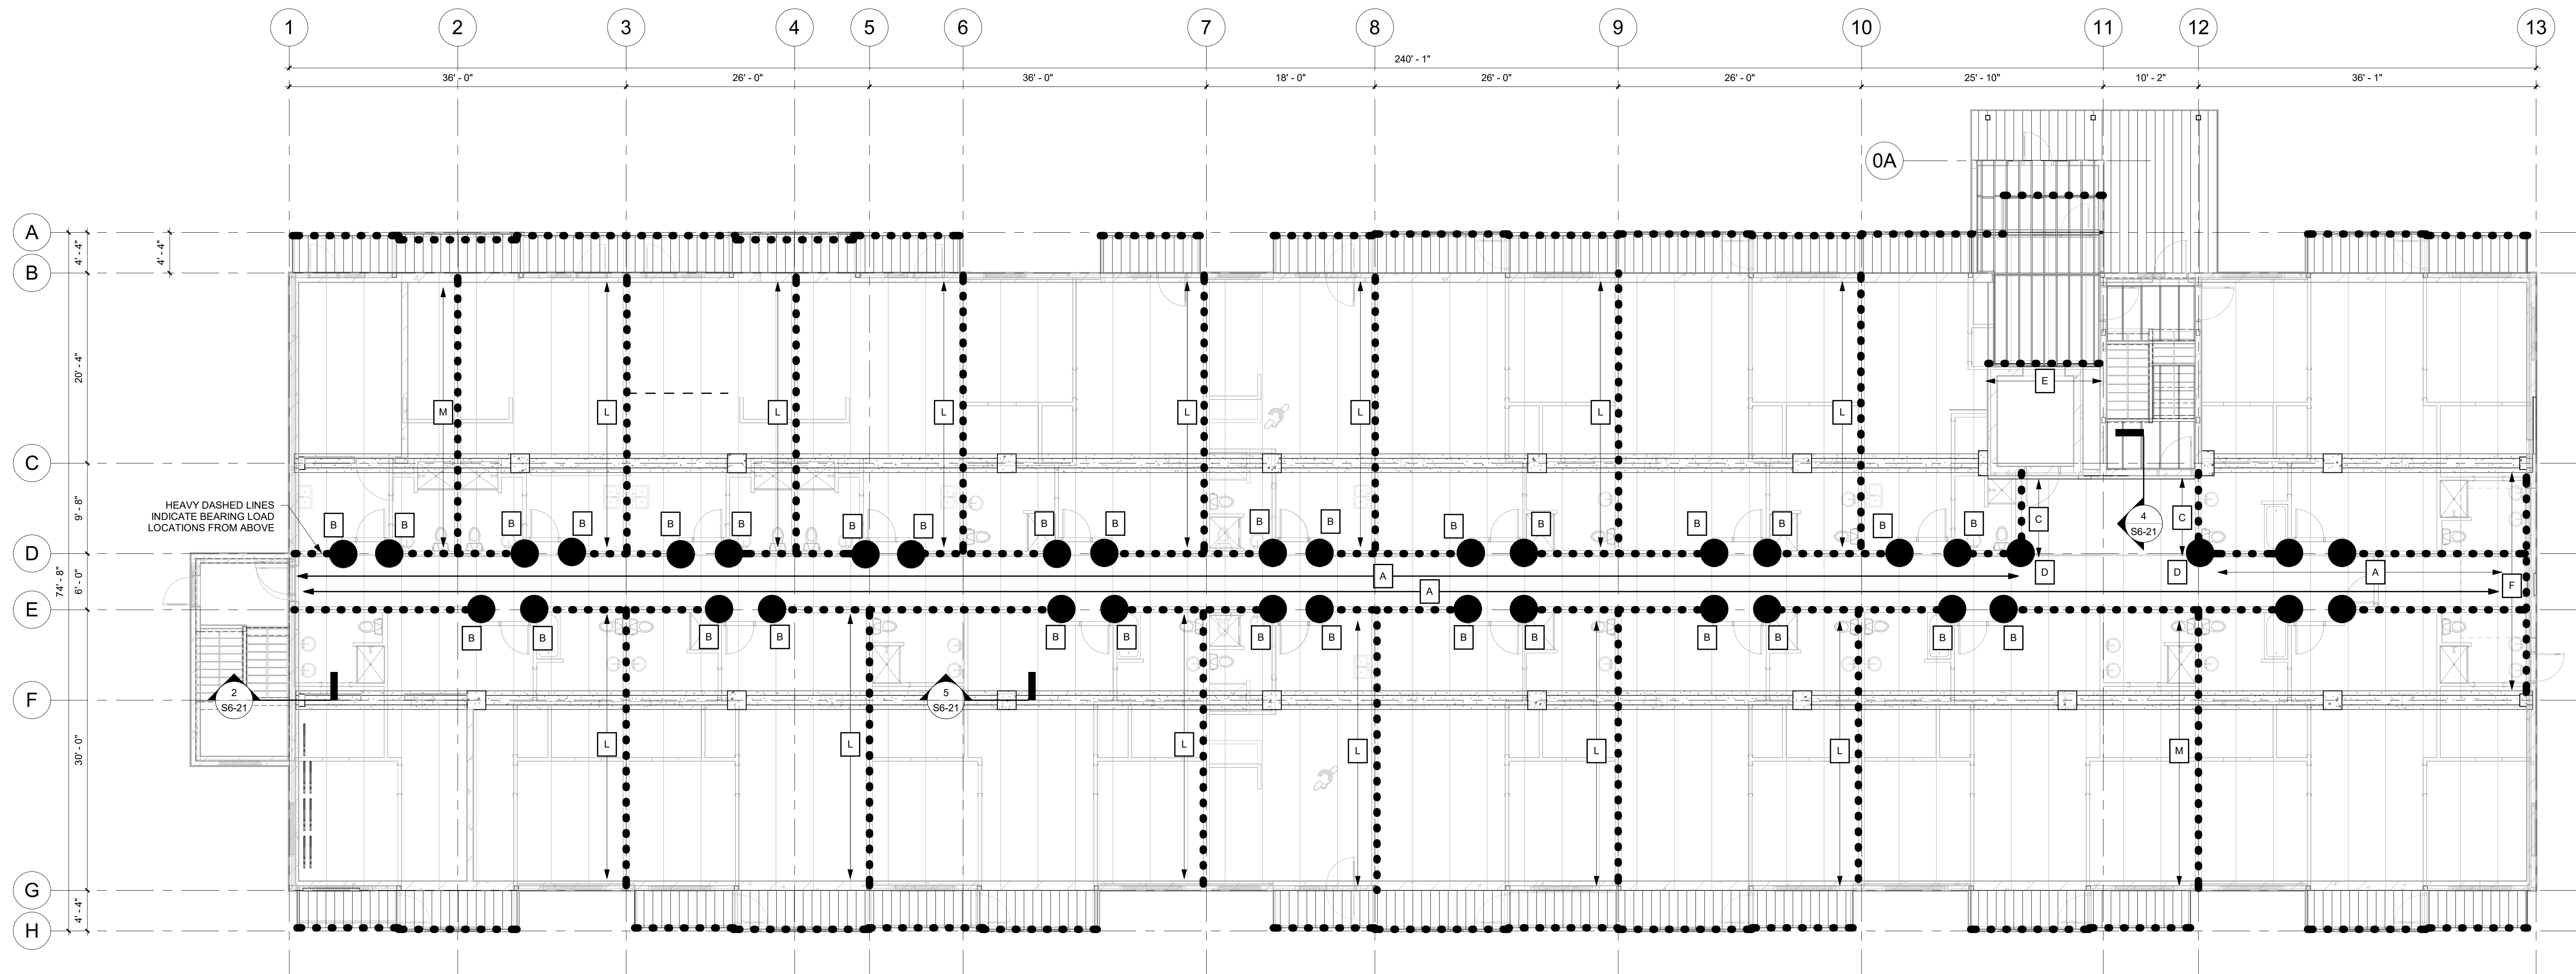 1 2 3 4 5 6 7 8 9 10 11 12 13
240' - 1"
36' - 0" 26' - 0" 36' - 0" 18' - 0" 26' - 0" 26' - 0" 25' - 10" 10' - 2" 36' - 1"
0A
A
4' - 4" 4' - 4"
B
20' - 4"
E
M L L L L L L L
C
9' - 8"
HEAVY DASHED LINES
INDICATE BEARING LOAD
LOCATIONS FROM ABOVE
B B B B B B B B B B B B B B B B B B
C C
4
S6-21
D
74' - 8"
6' - 0"
A D D A
A F
E
B B B B B B B B B B B B B B
2
S6-21
5
S6-21
F
30' - 0"
L L L L L L M
G
4' - 4"
H